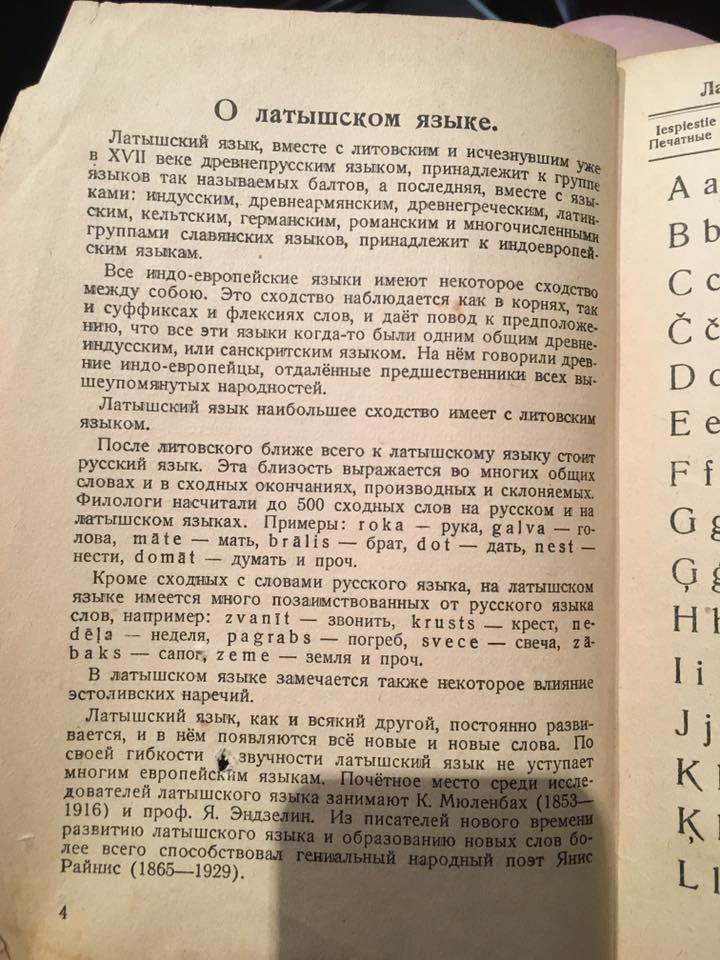 О латышском языке.
Латышский язык, вместе с литовским и исчезнувшим уже
в XVII веке древнепрусским языком, принадлежит к группе
языков так называемых балтов, а последняя, вместе с язы-
ками: индусским, древнеармянским, древнегреческим, латин-
ским, кельтским, германским, романским и многочисленными
группами славянских языков, принадлежит к индоевропей-
ским языкам.
Все индо-европейские языки имеют некоторое сходство
между собою. Это сходство наблюдается как в корнях, так
и суффиксах и флексиях слов, и даёт повод к предположе-
нию, что все эти языки когда-то были одним общим древне-
индусским, или санскритским языком. На нём говорили древ-
ние индо-европейцы, отдалённые предшественники всех вы-
шеупомянутых народностей.
Латышский язык наибольшее сходство имеет с литовским
языком.
После литовского ближе всего к латышскому языку стоит
русский язык. Эта близость выражается во многих общих
словах и в сходных окончаниях, производных и склоняемых.
Филологи насчитали до 500 сходных слов на русском и на
латышском языках. Примеры: roka — рука, galva — го-
лова, māte — мать, brālis — брат, dot — дать, nest —
нести, domāt — думать и проч.
Кроме сходных с словами русского языка, на латышском
языке имеется много позаимствованных от русского языка
слов, например: zvanīt — звонить, krusts — крест, ne-
dēļa — неделя, pagrabs — погреб, svece — свеча, zā-
baks — сапог, zeme — земля и проч.
В латышском языке замечается также некоторое влияние
эстоливских наречий.
Латышский язык, как и всякий другой, постоянно разви-
вается, и в нём появляются всё новые и новые слова. По
своей гибкости звучности латышский язык не уступает
многим европейским языкам. Почётное место среди иссле-
дователей латышского языка занимают К. Мюленбах (1853—
1916) и проф. Я. Эндзелин. Из писателей нового времени
развитию латышского языка и образованию новых слов бо-
лее всего способствовал гениальный народный поэт Янис
Райнис (1865—1929).
4
Ла
Iespiestie
Печатные
A a
B b
C c
Č č
D d
E e
F f
G g
Ģ ģ
H h
I i
J j
K
Ķ
L l